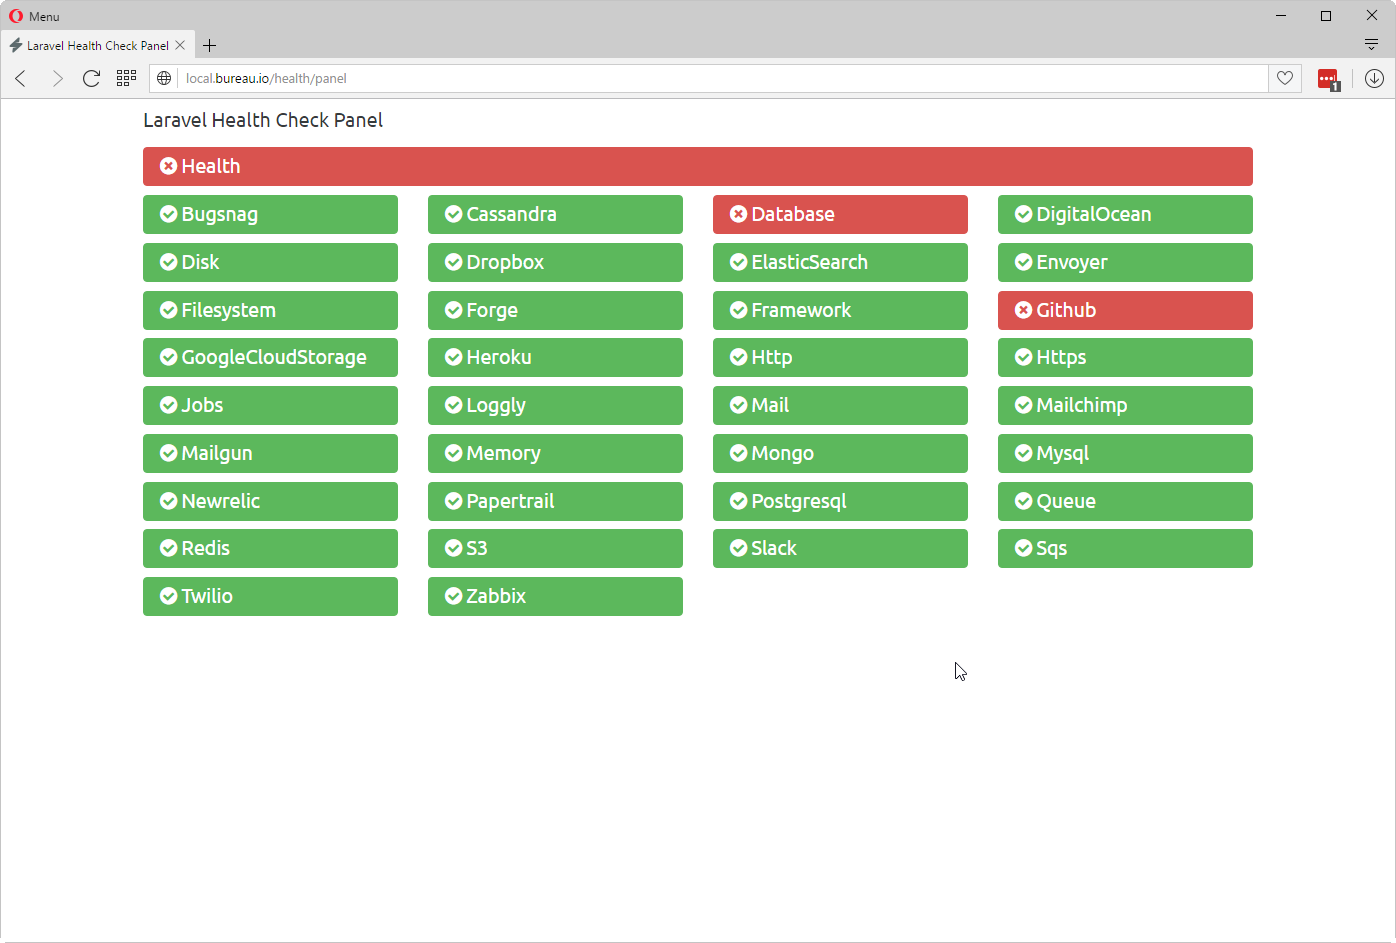 Menu
Laravel Health Check Panel
local.bureau.io/health/panel
1
Laravel Health Check Panel
Health
Bugsnag Cassandra Database DigitalOcean
Disk Dropbox ElasticSearch Envoyer
Filesystem Forge Framework Github
GoogleCloudStorage Heroku Http Https
Jobs Loggly Mail Mailchimp
Mailgun Memory Mongo Mysql
Newrelic Papertrail Postgresql Queue
Redis S3 Slack Sqs
Twilio Zabbix